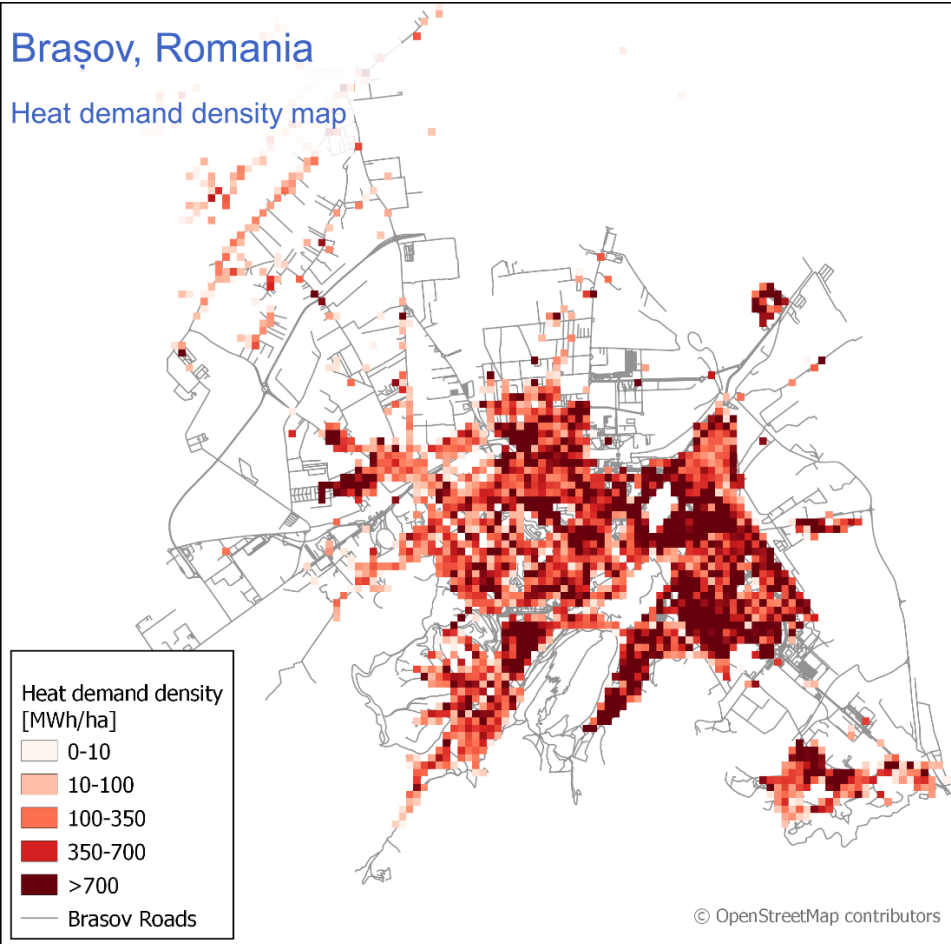 Brașov, Romania
Heat demand density map
Heat demand density
[MWh/ha]
0-10
10-100
100-350
350-700
>700
Brasov Roads
© OpenStreetMap contributors